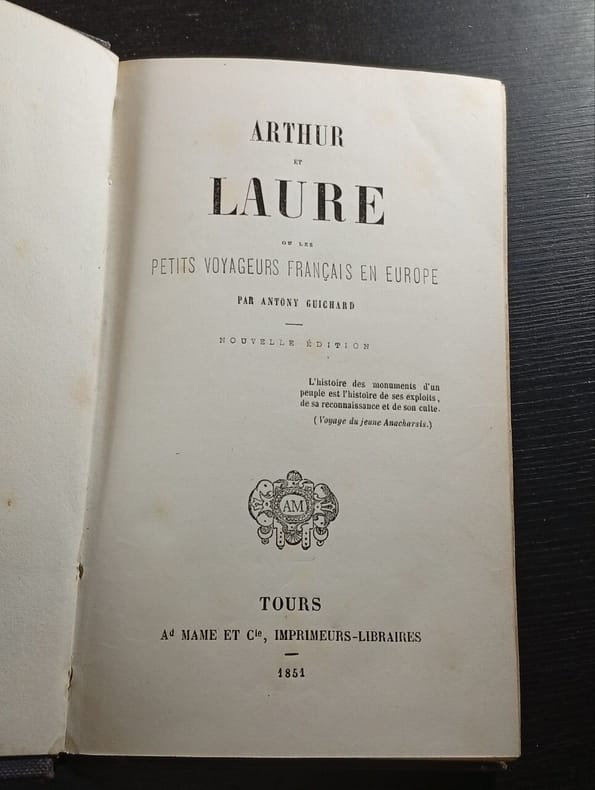 ARTHUR
ET
LAURE
OU LES
PETITS VOYAGEURS FRANÇAIS EN EUROPE
PAR ANTONY GUICHARD
NOUVELLE ÉDITION
L'histoire des monuments d'un
peuple est l'histoire de ses exploits,
de sa reconnaissance et de son culte.
(Voyage du jeune Anacharsis.)
AM
TOURS
Ad MAME ET Cie, IMPRIMEURS-LIBRAIRES
1851